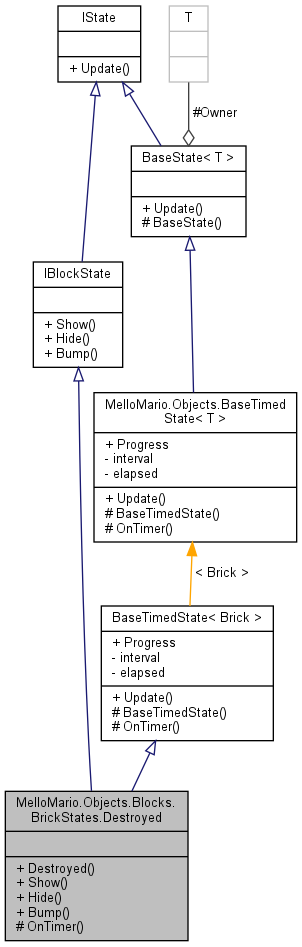 IState
+ Update()
T
#Owner
BaseState< T >
+ Update()
# BaseState()
IBlockState
+ Show()
+ Hide()
+ Bump()
MelloMario.Objects.BaseTimed
State< T >
+ Progress
- interval
- elapsed
+ Update()
# BaseTimedState()
# OnTimer()
< Brick >
BaseTimedState< Brick >
+ Progress
- interval
- elapsed
+ Update()
# BaseTimedState()
# OnTimer()
MelloMario.Objects.Blocks.
BrickStates.Destroyed
+ Destroyed()
+ Show()
+ Hide()
+ Bump()
# OnTimer()